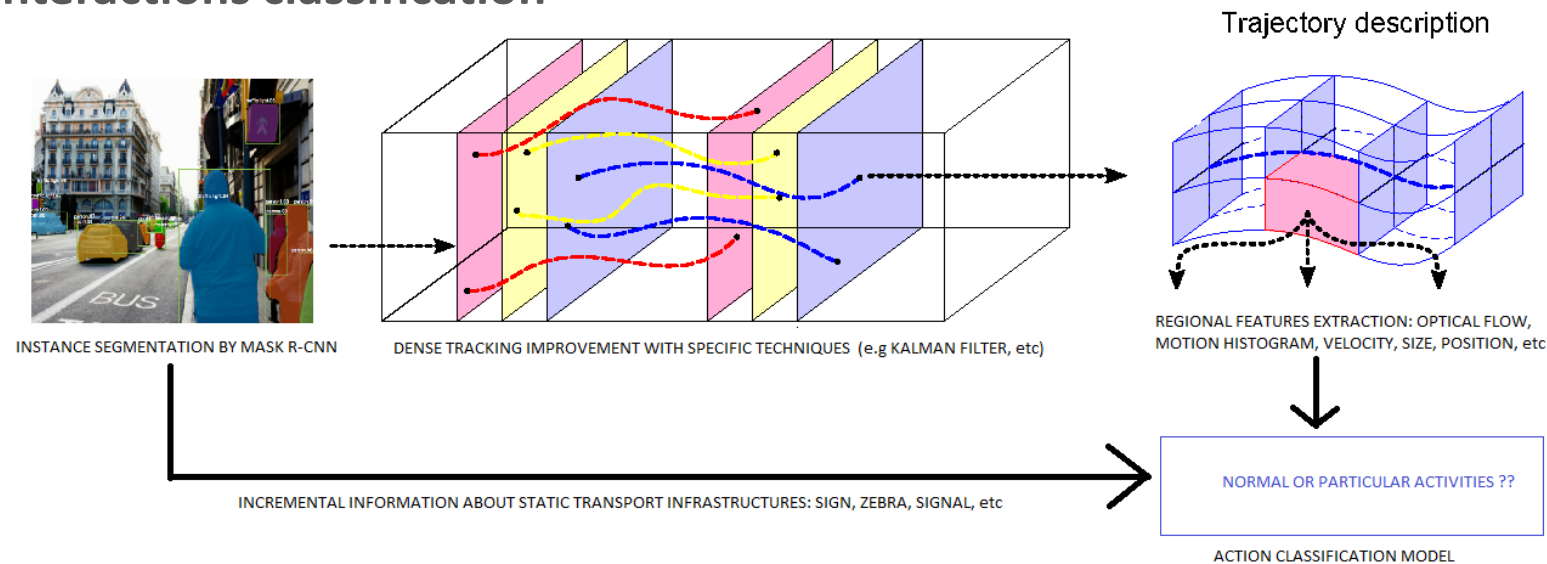 Interactions classification
Trajectory description
BUS
INSTANCE SEGMENTATION BY MASK R-CNN
DENSE TRACKING IMPROVEMENT WITH SPECIFIC TECHNIQUES (e.g KALMAN FILTER, etc)
REGIONAL FEATURES EXTRACTION: OPTICAL FLOW,
MOTION HISTOGRAM, VELOCITY, SIZE, POSITION, etc
INCREMENTAL INFORMATION ABOUT STATIC TRANSPORT INFRASTRUCTURES: SIGN, ZEBRA, SIGNAL, etc
NORMAL OR PARTICULAR ACTIVITIES ??
ACTION CLASSIFICATION MODEL